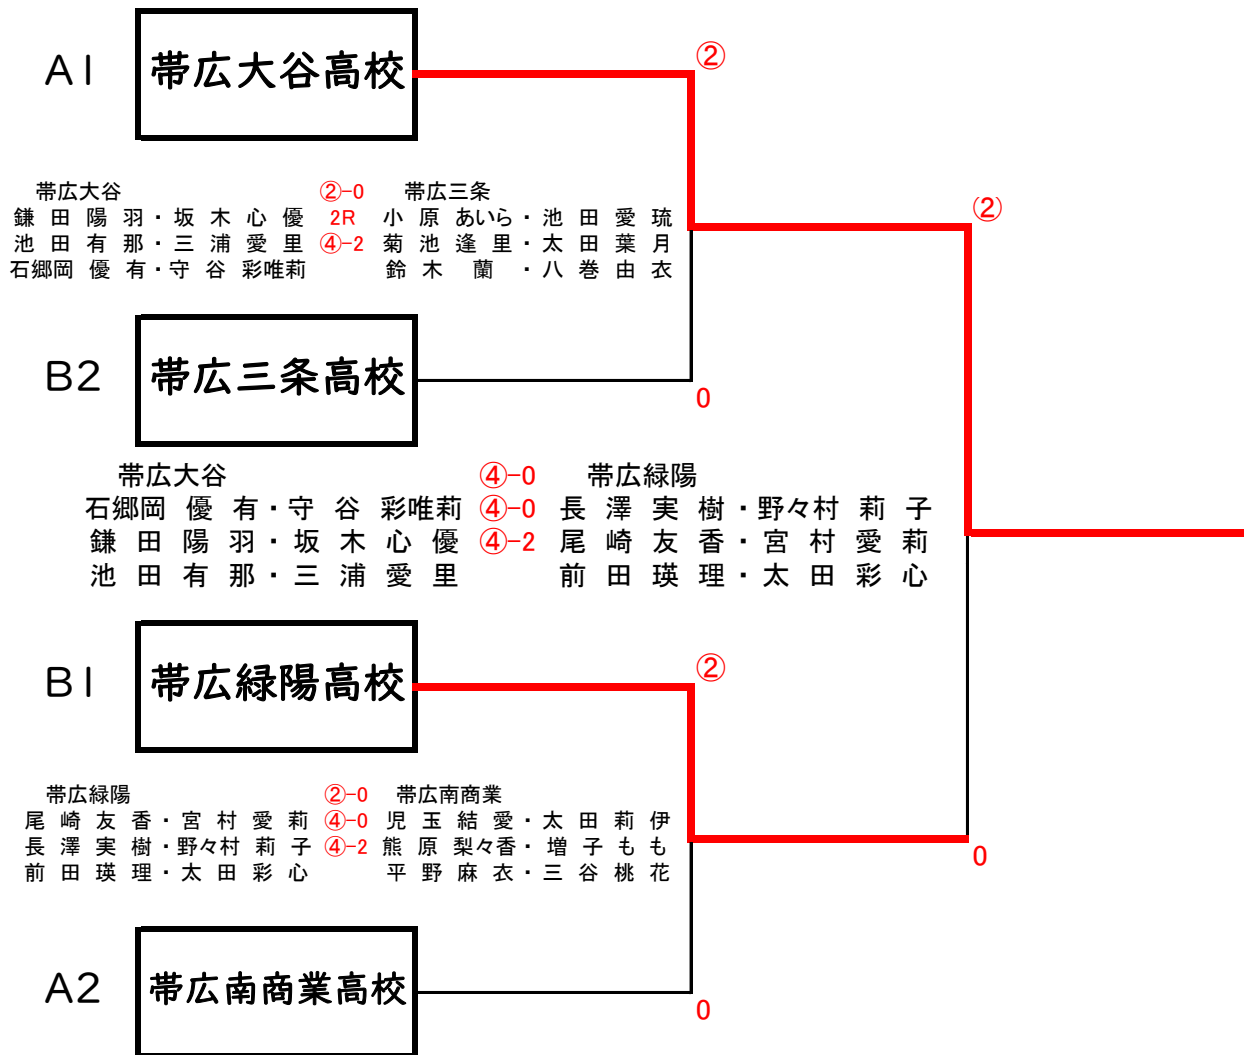 A1 帯広大谷高校 ②
帯広大谷 ②-0 帯広三条
鎌田陽羽・坂木心優 2R 小原あいら・池田愛琉
池田有那・三浦愛里 ④-2 菊池逢里・太田葉月
石郷岡優有・守谷彩唯莉 鈴木蘭・八巻由衣
②
B2 帯広三条高校
0
帯広大谷 ④-0 帯広緑陽
石郷岡優有・守谷彩唯莉 ④-0 長澤実樹・野々村莉子
鎌田陽羽・坂木心優 ④-2 尾崎友香・宮村愛莉
池田有那・三浦愛里 前田瑛理・太田彩心
B1 帯広緑陽高校 ②
帯広緑陽 ②-0 帯広南商業
尾崎友香・宮村愛莉 ④-0 児玉結愛・太田莉伊
長澤実樹・野々村莉子 ④-2 熊原梨々香・増子もも
前田瑛理・太田彩心 平野麻衣・三谷桃花
0
A2 帯広南商業高校
0